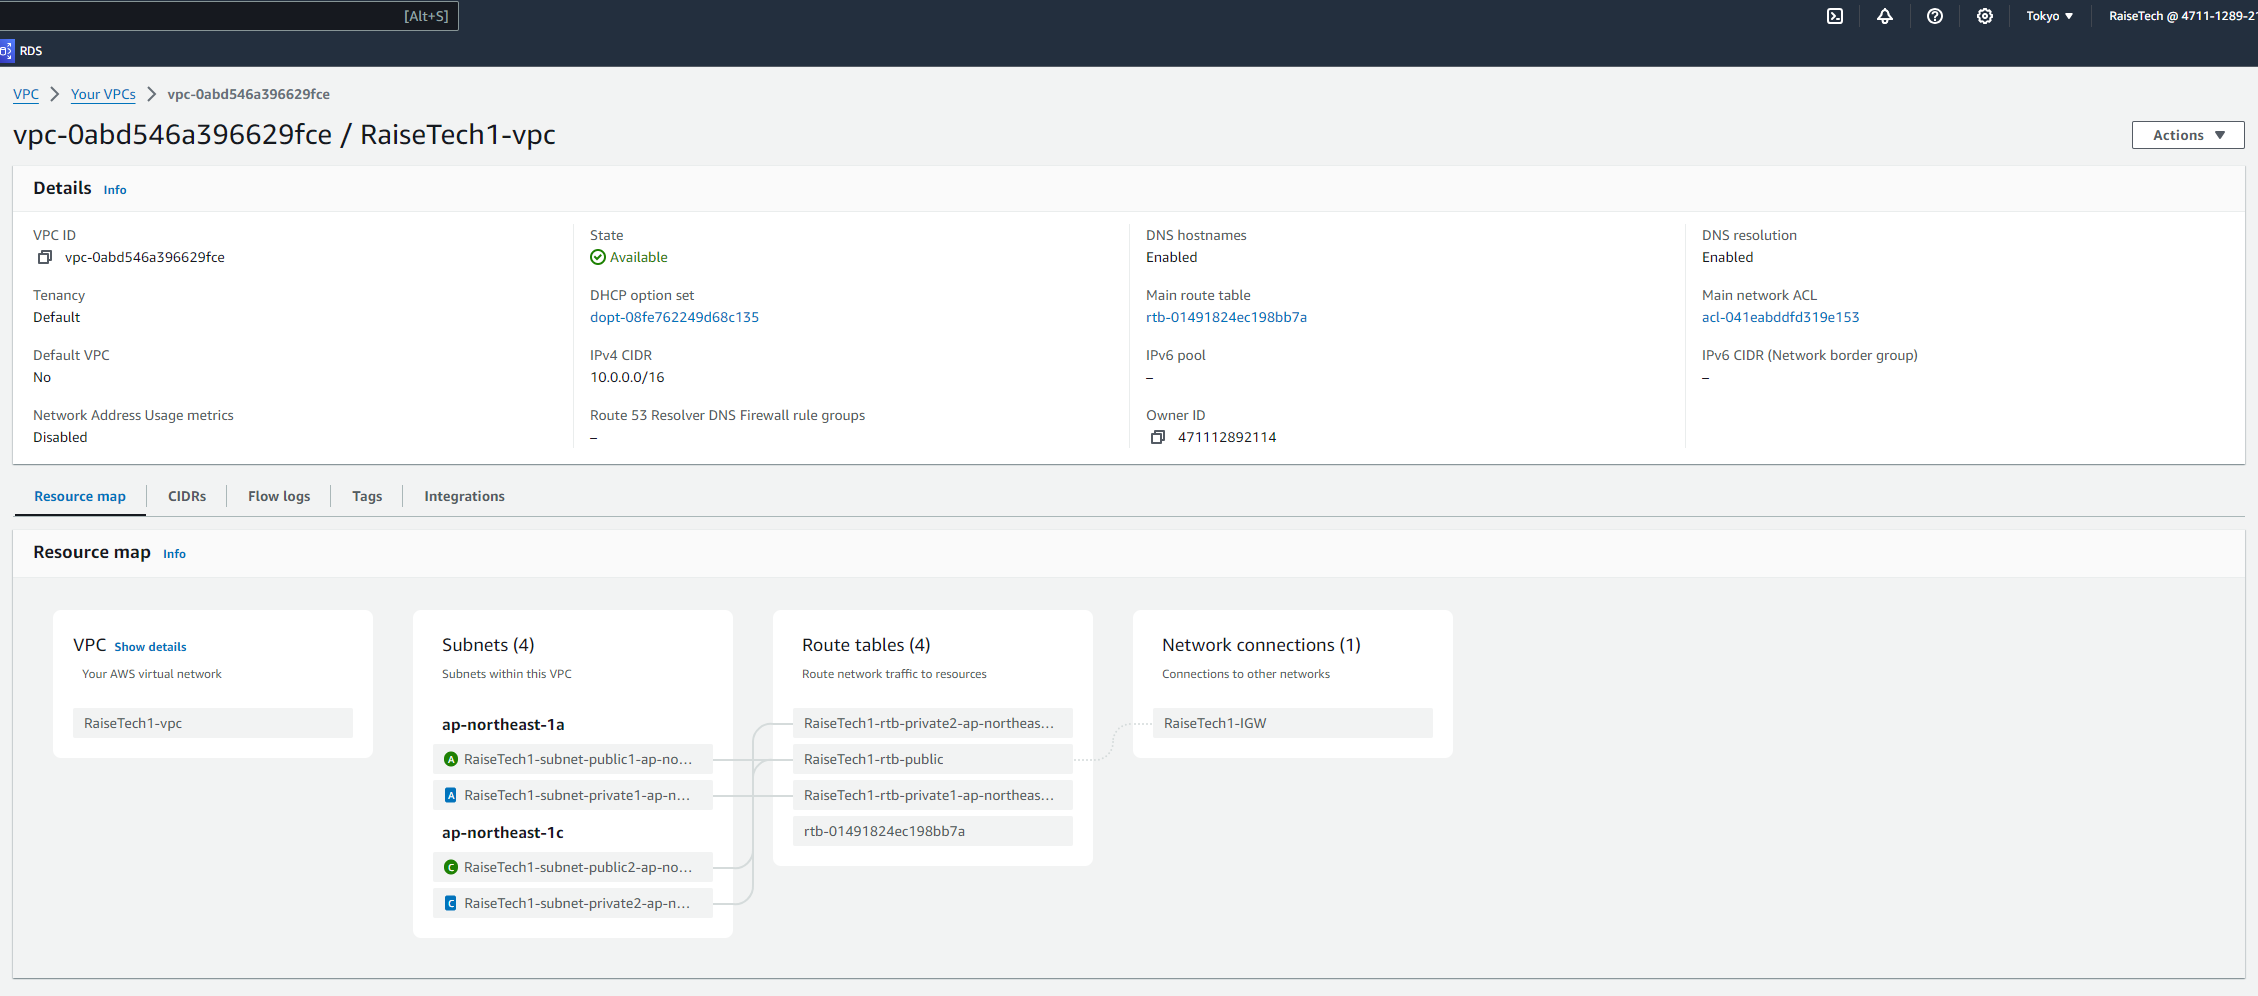 [Alt+S]
Tokyo
RaiseTech @ 4711-1289-21
RDS
VPC
Your VPCs
vpc-0abd546a396629fce
vpc-0abd546a396629fce / RaiseTech1-vpc
Actions
Details
Info
VPC ID
vpc-0abd546a396629fce
State
Available
DNS hostnames
Enabled
DNS resolution
Enabled
Tenancy
Default
DHCP option set
dopt-08fe762249d68c135
Main route table
rtb-01491824ec198bb7a
Main network ACL
acl-041eabddfd319e153
Default VPC
No
IPv4 CIDR
10.0.0.0/16
IPv6 pool
–
IPv6 CIDR (Network border group)
–
Network Address Usage metrics
Disabled
Route 53 Resolver DNS Firewall rule groups
–
Owner ID
471112892114
Resource map
CIDRs
Flow logs
Tags
Integrations
Resource map
Info
VPC
Show details
Your AWS virtual network
RaiseTech1-vpc
Subnets (4)
Subnets within this VPC
ap-northeast-1a
A
RaiseTech1-subnet-public1-ap-no...
A
RaiseTech1-subnet-private1-ap-n...
ap-northeast-1c
C
RaiseTech1-subnet-public2-ap-no...
C
RaiseTech1-subnet-private2-ap-n...
Route tables (4)
Route network traffic to resources
RaiseTech1-rtb-private2-ap-northeas...
RaiseTech1-rtb-public
RaiseTech1-rtb-private1-ap-northeas...
rtb-01491824ec198bb7a
Network connections (1)
Connections to other networks
RaiseTech1-IGW